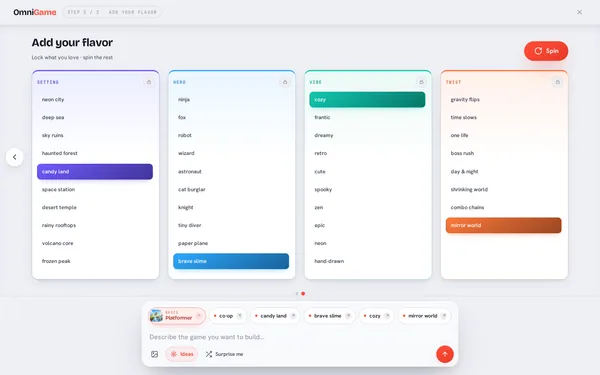 OmniGame
STEP 2 / 2 · ADD YOUR FLAVOR
Add your flavor
Lock what you love · spin the rest
Spin
SETTING
neon city
deep sea
sky ruins
haunted forest
candy land
space station
desert temple
rainy rooftops
volcano core
frozen peak
HERO
ninja
fox
robot
wizard
astronaut
cat burglar
knight
tiny diver
paper plane
brave slime
VIBE
cozy
frantic
dreamy
retro
cute
spooky
zen
epic
neon
hand-drawn
TWIST
gravity flips
time slows
one life
boss rush
day & night
shrinking world
combo chains
mirror world
Platformer
co-op
candy land
brave slime
cozy
mirror world
Describe the game you want to build...
Ideas
Surprise me